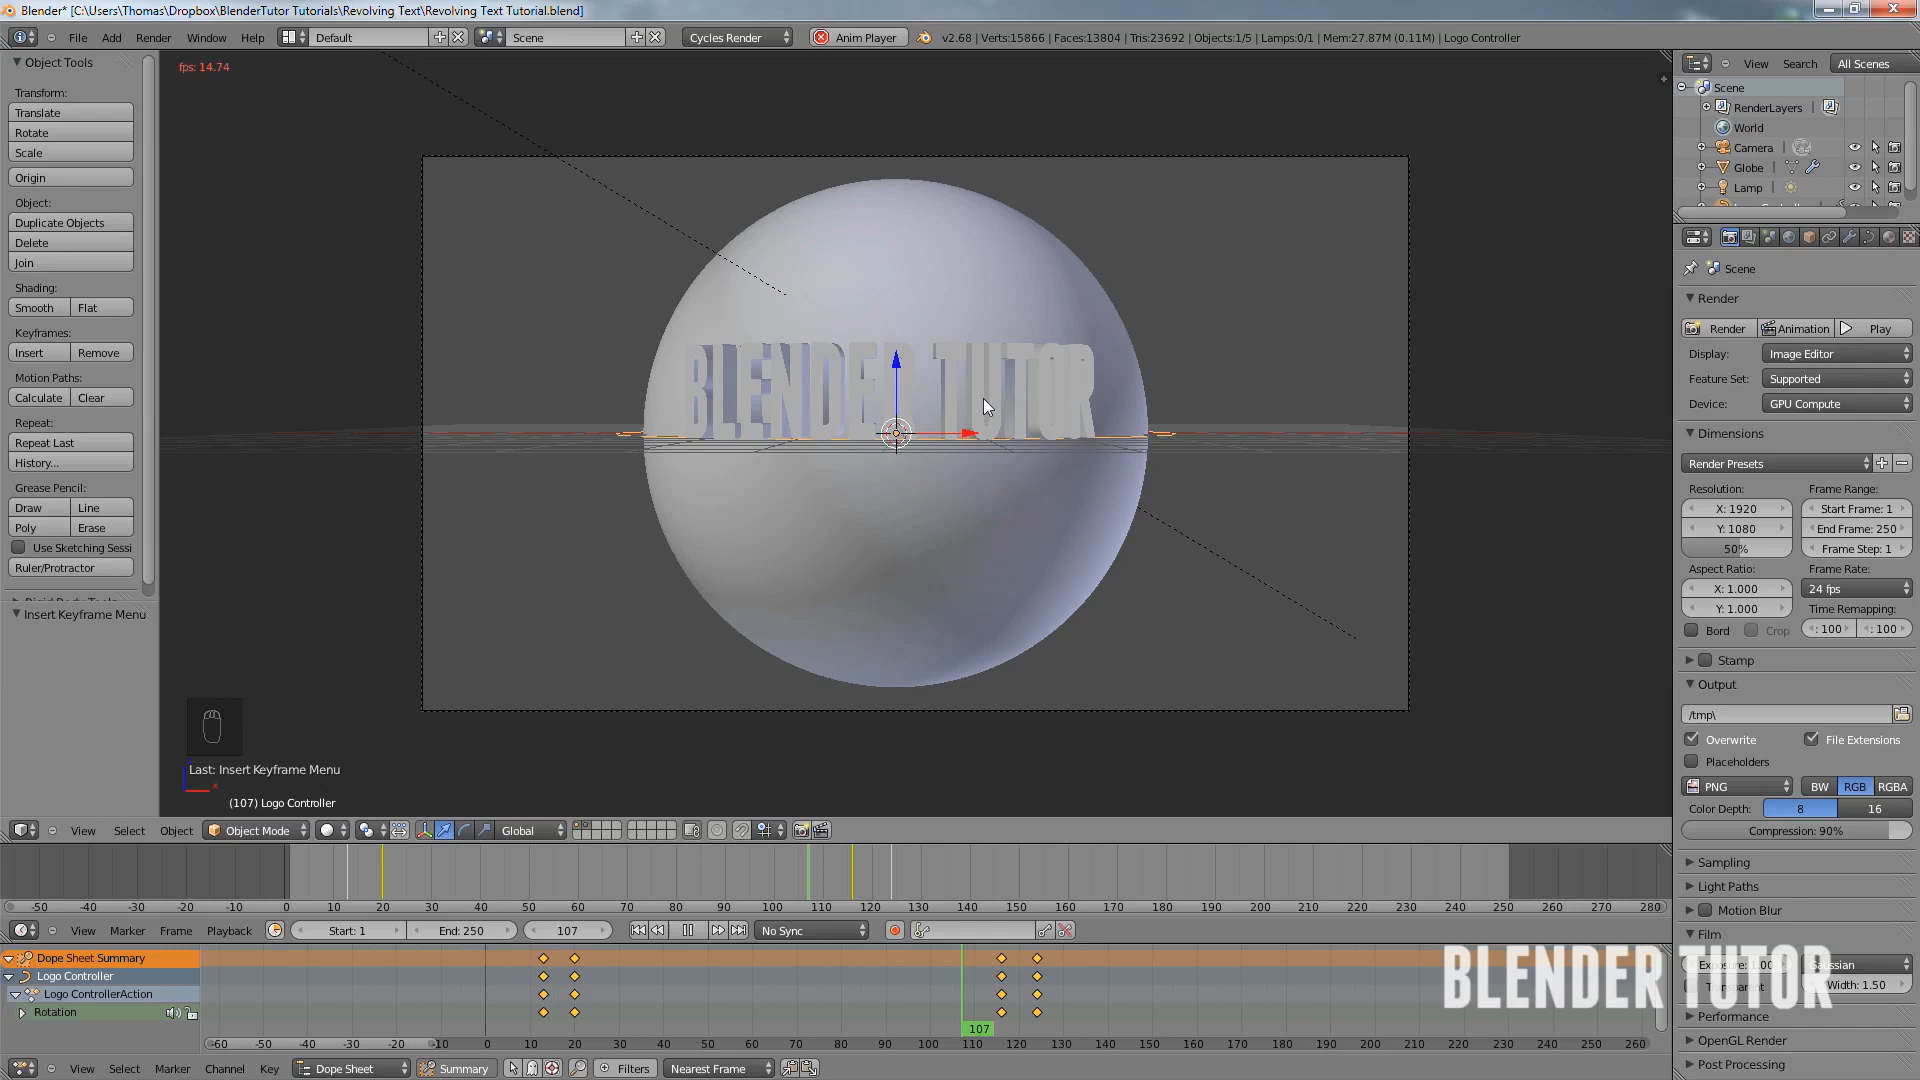 Blender* [C:\Users\Thomas\Dropbox\BlenderTutor Tutorials\Revolving Text\Revolving Text Tutorial.blend]
File Add Render Window Help Default Scene Cycles Render Anim Player v2.68 | Verts:15866 | Faces:13804 | Tris:23692 | Objects:1/5 | Lamps:0/1 | Mem:27.87M (0.11M) | Logo Controller
Object Tools
Transform:
Translate
Rotate
Scale
Origin
Object:
Duplicate Objects
Delete
Join
Shading:
Smooth Flat
Keyframes:
Insert Remove
Motion Paths:
Calculate Clear
Repeat:
Repeat Last
History...
Grease Pencil:
Draw Line
Poly Erase
Use Sketching Sessi
Ruler/Protractor
Insert Keyframe Menu
fps: 14.74
BLENDER TUTOR
Last: Insert Keyframe Menu
(107) Logo Controller
View Search All Scenes
Scene
RenderLayers
World
Camera
Globe
Lamp
Scene
Render
Render Animation Play
Display: Image Editor
Feature Set: Supported
Device: GPU Compute
Dimensions
Render Presets
Resolution: Frame Range:
X: 1920 Start Frame: 1
Y: 1080 End Frame: 250
50% Frame Step: 1
Aspect Ratio: Frame Rate:
X: 1.000 24 fps
Y: 1.000 Time Remapping:
Bord Crop : 100 : 100
Stamp
Output
/tmp\
Overwrite File Extensions
Placeholders
PNG BW RGB RGBA
Color Depth: 8 16
Compression: 90%
Sampling
Light Paths
Motion Blur
Film
Exposure: 1.00 Gaussian
Transparent Width: 1.50
Performance
OpenGL Render
Post Processing
View Select Object Object Mode Global
-50 -40 -30 -20 -10 0 10 20 30 40 50 60 70 80 90 100 110 120 130 140 150 160 170 180 190 200 210 220 230 240 250 260 270 280
View Marker Frame Playback Start: 1 End: 250 107 No Sync
Dope Sheet Summary
Logo Controller
Logo ControllerAction
Rotation
107
-60 -50 -40 -30 -20 -10 0 10 20 30 40 50 60 70 80 90 100 110 120 130 140 150 160 170 180 190 200 210 220 230 240 250 260
View Select Marker Channel Key Dope Sheet Summary Filters Nearest Frame
BLENDER TUTOR